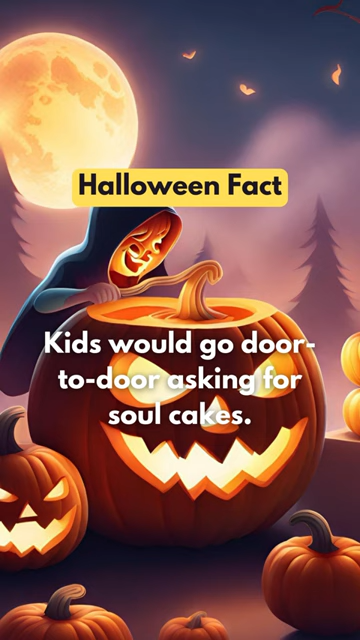 Halloween Fact
Kids would go door-
to-door asking for
soul cakes.